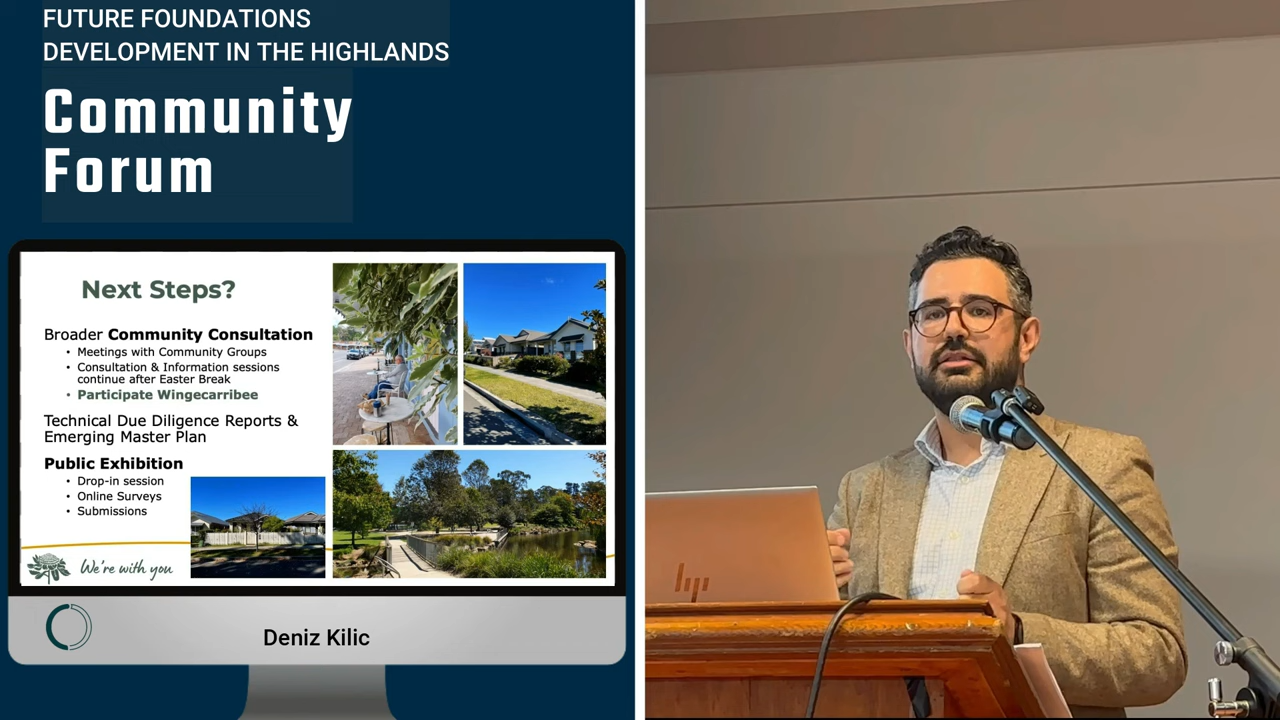 FUTURE FOUNDATIONS
DEVELOPMENT IN THE HIGHLANDS
Community
Forum
Next Steps?
Broader Community Consultation
• Meetings with Community Groups
• Consultation & Information sessions
continue after Easter Break
• Participate Wingecarribee
Technical Due Diligence Reports &
Emerging Master Plan
Public Exhibition
• Drop-in session
• Online Surveys
• Submissions
We're with you
Deniz Kilic
hp